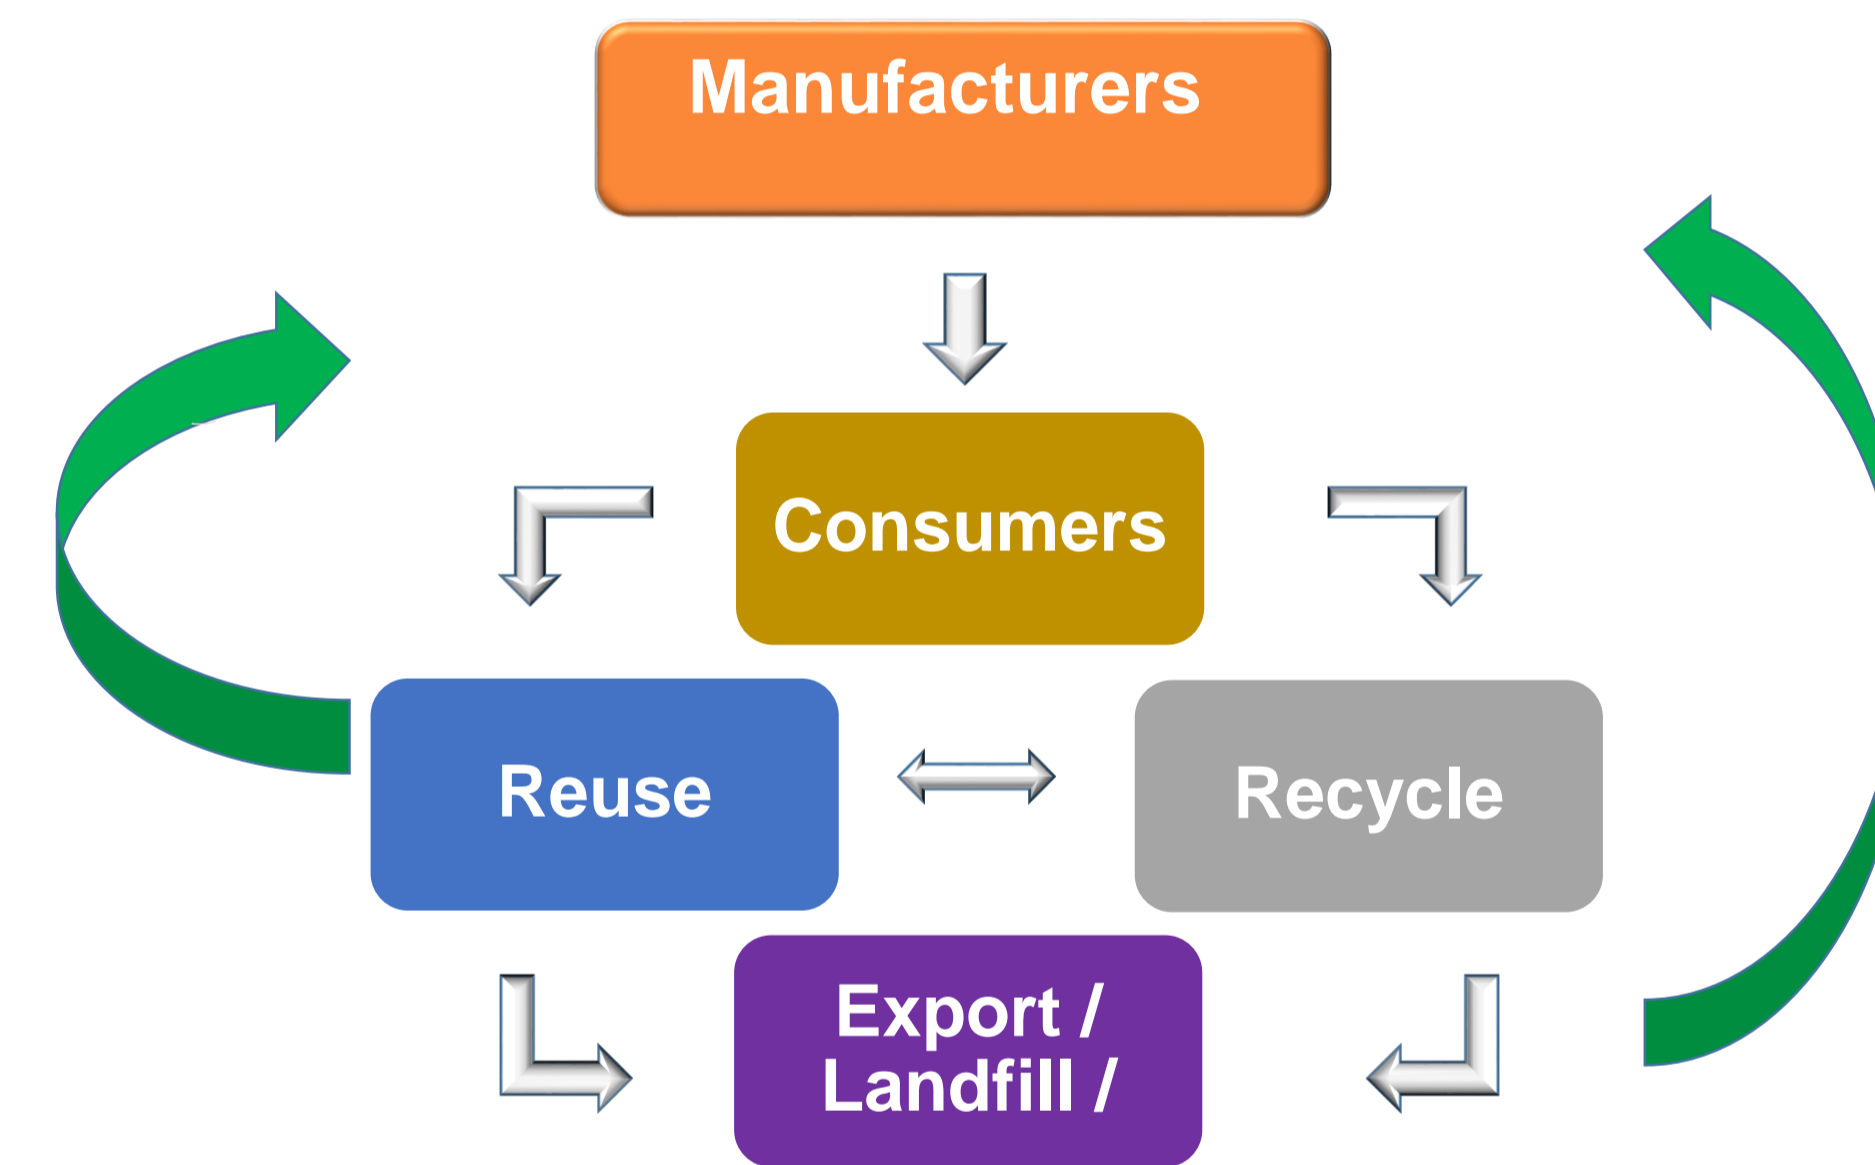 Manufacturers
Consumers
Reuse
Recycle
Export /
Landfill /